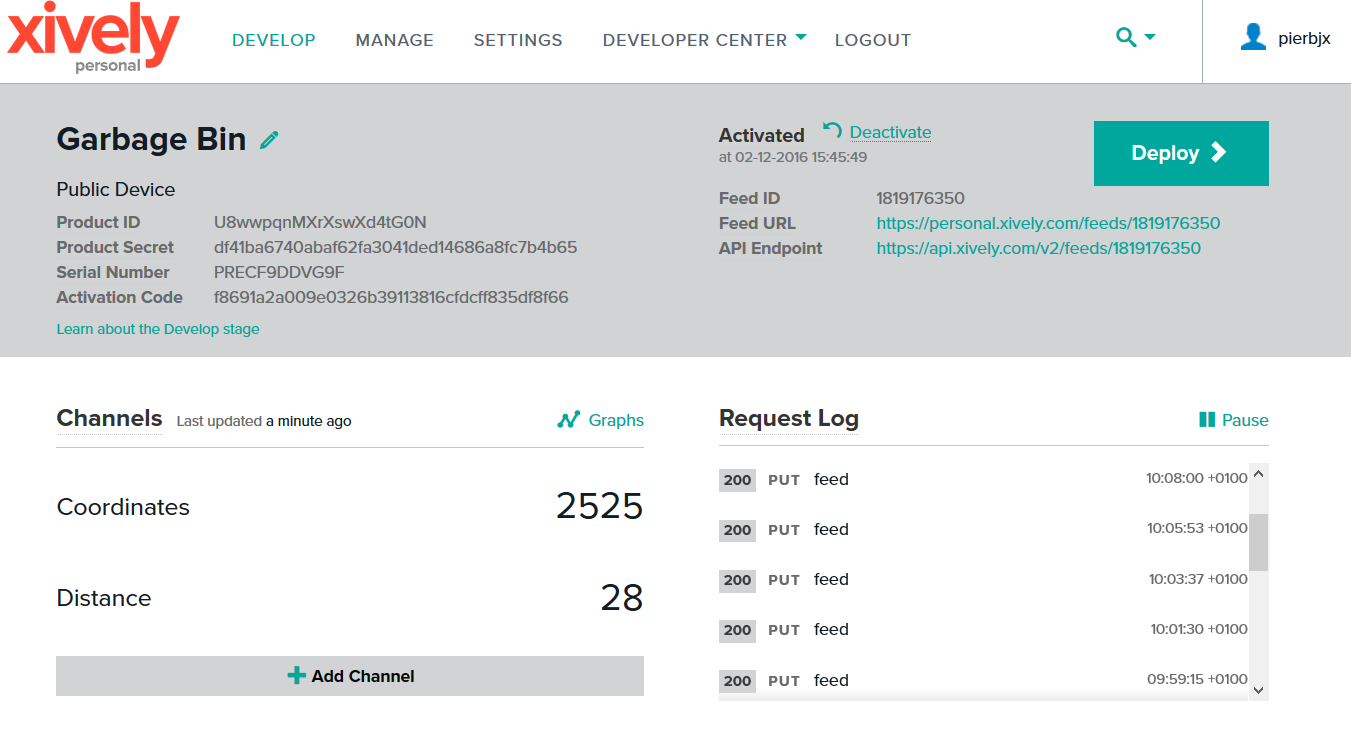 xively
personal
DEVELOP MANAGE SETTINGS DEVELOPER CENTER LOGOUT
pierbjx
Garbage Bin
Public Device
Product ID U8wwpqnMXrXswXd4tG0N
Product Secret df41ba6740abaf62fa3041ded14686a8fc7b4b65
Serial Number PRECF9DDVG9F
Activation Code f8691a2a009e0326b39113816cfdcff835df8f66
Learn about the Develop stage
Activated Deactivate
at 02-12-2016 15:45:49
Deploy
Feed ID 1819176350
Feed URL https://personal.xively.com/feeds/1819176350
API Endpoint https://api.xively.com/v2/feeds/1819176350
Channels Last updated a minute ago Graphs
Coordinates 2525
Distance 28
Add Channel
Request Log Pause
200 PUT feed 10:08:00 +0100
200 PUT feed 10:05:53 +0100
200 PUT feed 10:03:37 +0100
200 PUT feed 10:01:30 +0100
200 PUT feed 09:59:15 +0100